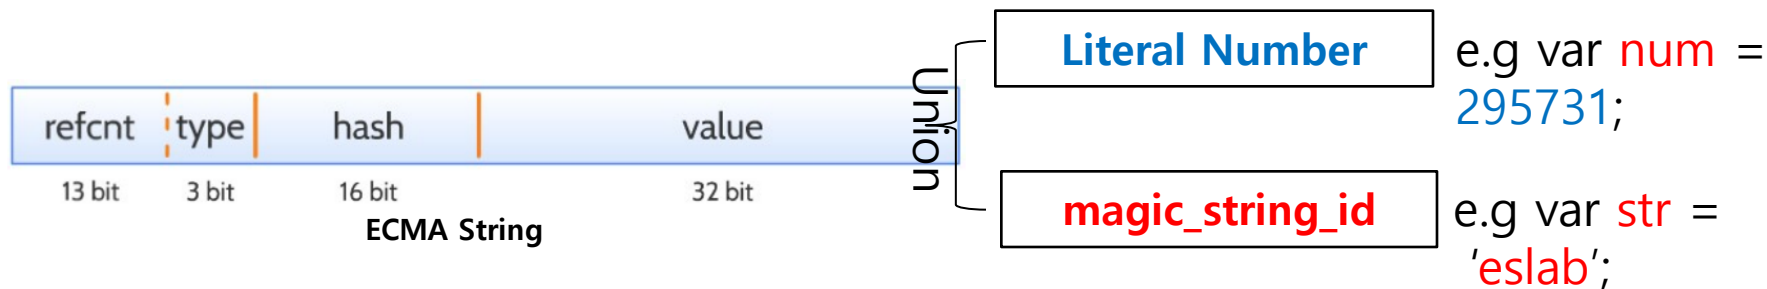 refcnt type hash value
13 bit 3 bit 16 bit 32 bit
ECMA String
Union
Literal Number
e.g var num =
295731;
magic_string_id
e.g var str =
‘eslab’;